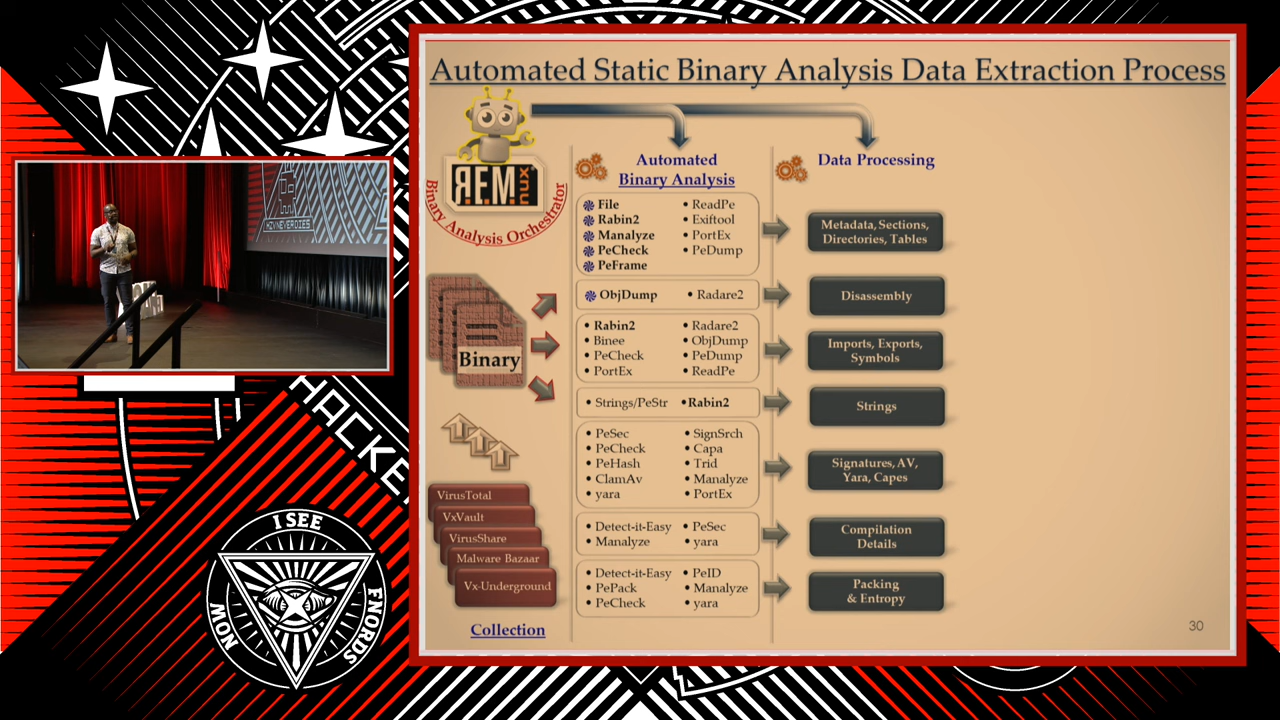 Automated Static Binary Analysis Data Extraction Process
REMnux
Binary Analysis Orchestrator
Binary
VirusTotal
VxVault
VirusShare
Malware Bazaar
Vx-Underground
Collection
Automated
Binary Analysis
File • ReadPe
Rabin2 • Exiftool
Manalyze • PortEx
PeCheck • PeDump
PeFrame
ObjDump • Radare2
• Rabin2 • Radare2
• Binee • ObjDump
• PeCheck • PeDump
• PortEx • ReadPe
• Strings/PeStr • Rabin2
• PeSec • SignSrch
• PeCheck • Capa
• PeHash • Trid
• ClamAv • Manalyze
• yara • PortEx
• Detect-it-Easy • PeSec
• Manalyze • yara
• Detect-it-Easy • PeID
• PePack • Manalyze
• PeCheck • yara
Data Processing
Metadata, Sections,
Directories, Tables
Disassembly
Imports, Exports,
Symbols
Strings
Signatures, AV,
Yara, Capes
Compilation
Details
Packing
& Entropy
30
H2VNEVERDIES
HACKE
I SEE
FNORDS
NOW